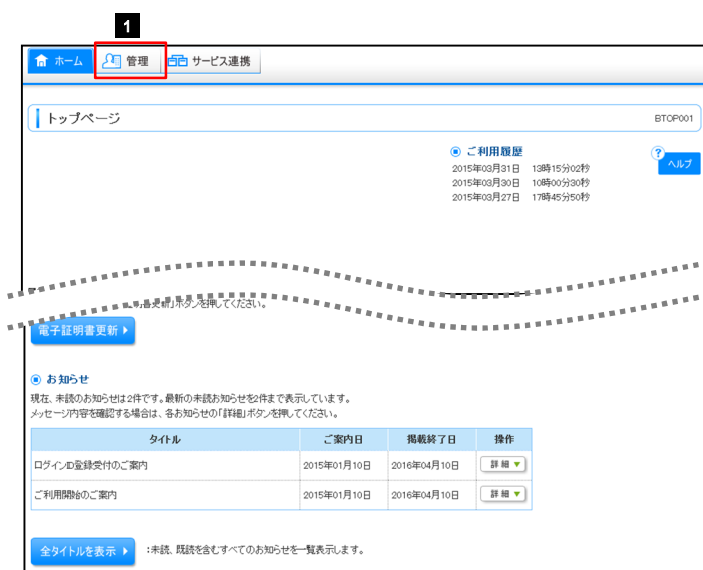 1
ホーム 管理 サービス連携
トップページ BTOP001
ご利用履歴
? ヘルプ
2015年03月31日 13時15分02秒
2015年03月30日 10時00分30秒
2015年03月27日 17時45分50秒
書更新」ボタンを押してください。
電子証明書更新
お知らせ
現在、未読のお知らせは2件です。最新の未読お知らせを2件まで表示しています。
メッセージ内容を確認する場合は、各お知らせの「詳細」ボタンを押してください。
タイトル ご案内日 掲載終了日 操作
ログインID登録受付のご案内 2015年01月10日 2016年04月10日 詳細▼
ご利用開始のご案内 2015年01月10日 2016年04月10日 詳細▼
全タイトルを表示 :未読、既読を含むすべてのお知らせを一覧表示します。